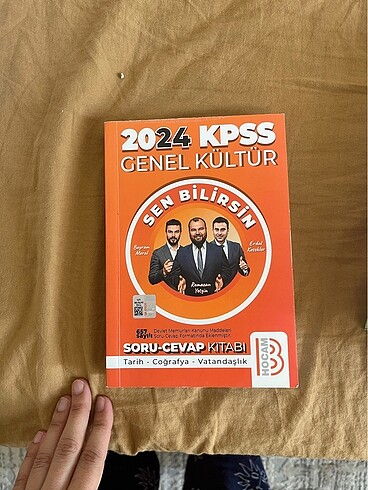 2024 KPSS
GENEL KÜLTÜR
SEN BİLİRSİN
Bayram
Meral
Erdal
Ramazan
Yetgin
657
sayılı
Devlet Memurları Kanunu Maddeleri
Soru Cevap Formatında Eklenmiştir.
SORU-CEVAP KİTABI
Tarih - Coğrafya - Vatandaşlık
HOCAM